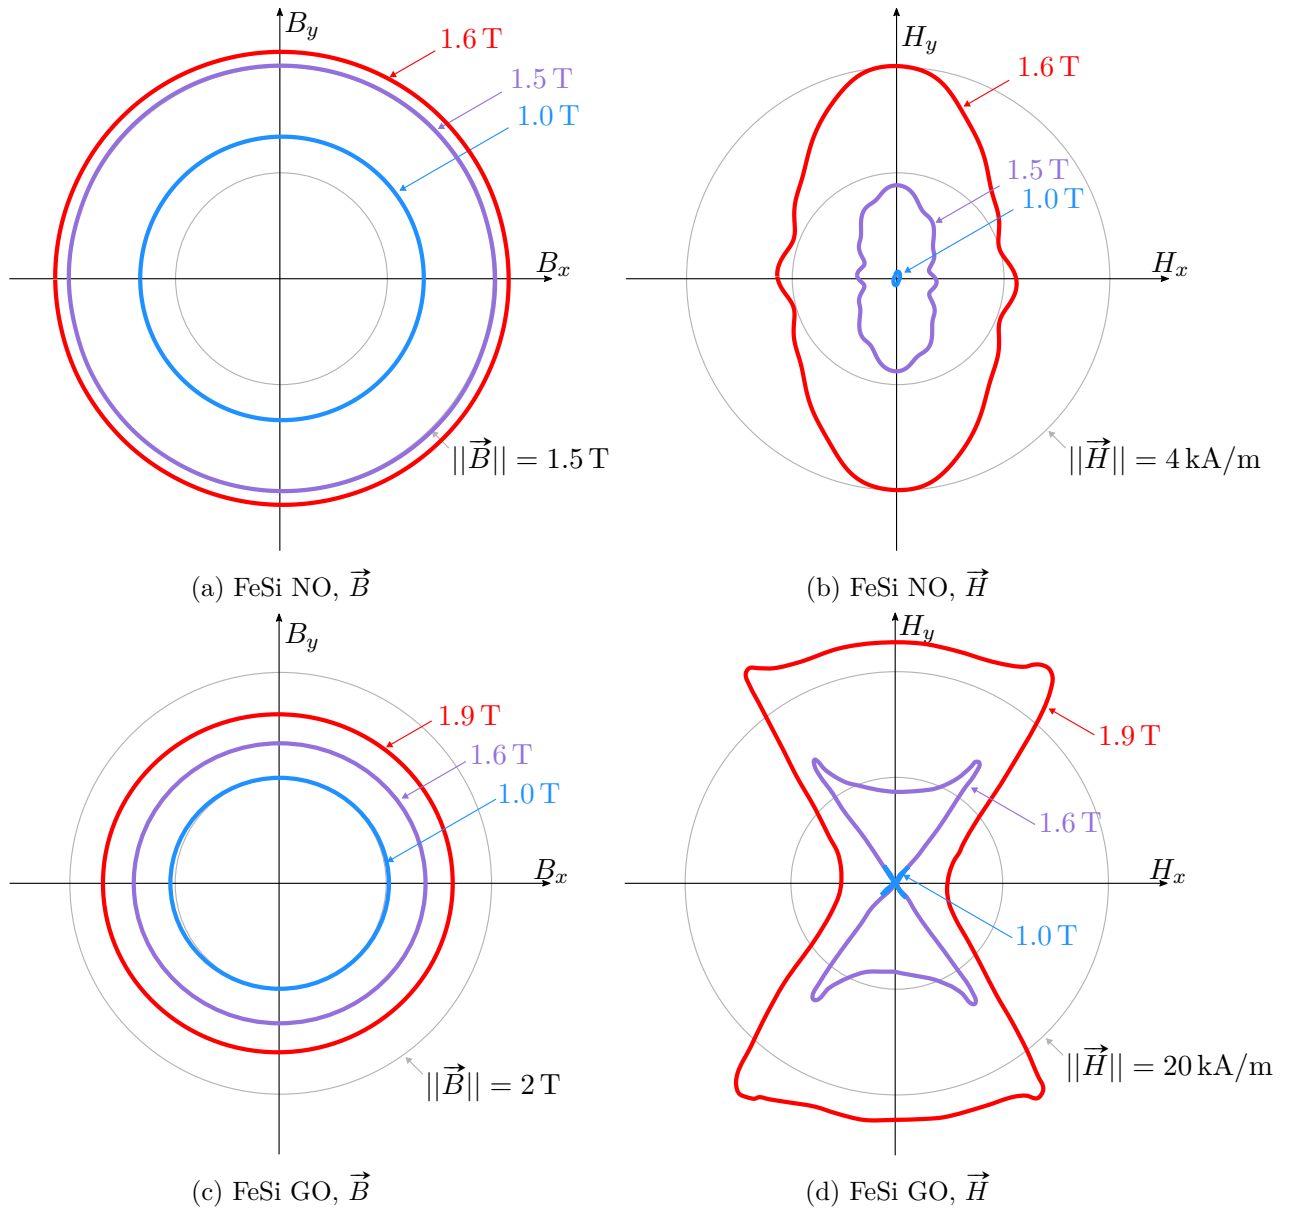 B_y
1.6 T
1.5 T
1.0 T
B_x
||B⃗|| = 1.5 T
(a) FeSi NO, B⃗
H_y
1.6 T
1.5 T
1.0 T
H_x
||H⃗|| = 4 kA/m
(b) FeSi NO, H⃗
B_y
1.9 T
1.6 T
1.0 T
B_x
||B⃗|| = 2 T
(c) FeSi GO, B⃗
H_y
1.9 T
1.6 T
H_x
1.0 T
||H⃗|| = 20 kA/m
(d) FeSi GO, H⃗